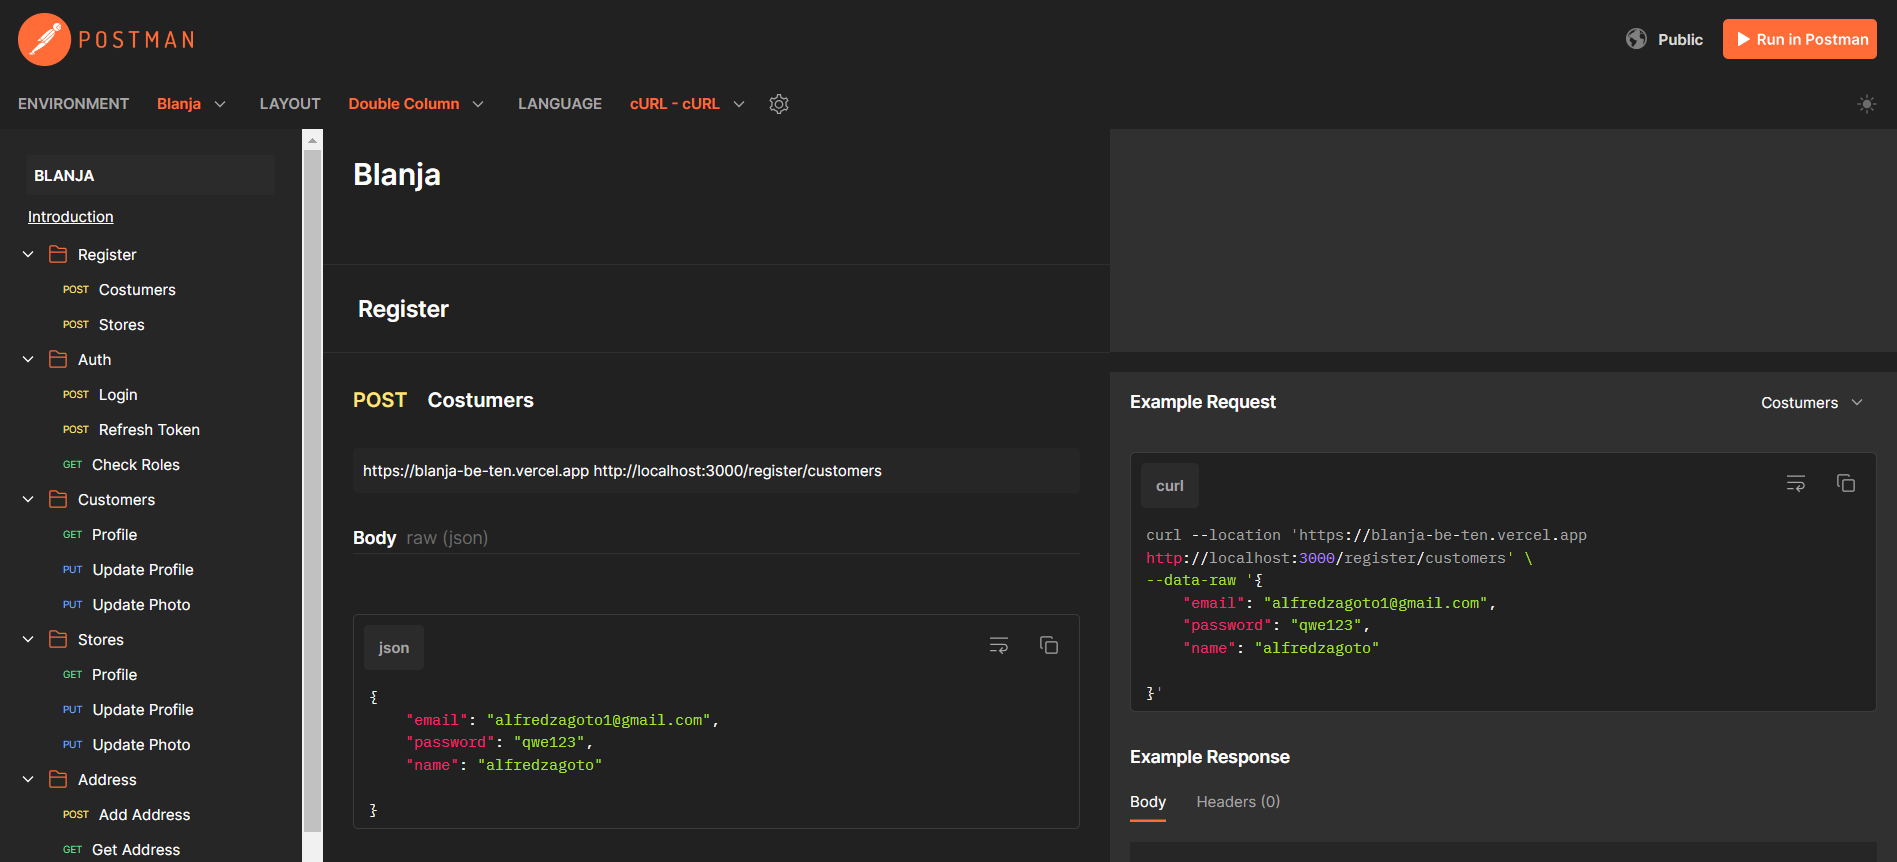 POSTMAN
Public
Run in Postman
ENVIRONMENT Blanja LAYOUT Double Column LANGUAGE cURL - cURL
BLANJA
Introduction
Register
POST Costumers
POST Stores
Auth
POST Login
POST Refresh Token
GET Check Roles
Customers
GET Profile
PUT Update Profile
PUT Update Photo
Stores
GET Profile
PUT Update Profile
PUT Update Photo
Address
POST Add Address
GET Get Address
Blanja
Register
POST Costumers
https://blanja-be-ten.vercel.app http://localhost:3000/register/customers
Body raw (json)
json
{
"email": "alfredzagoto1@gmail.com",
"password": "qwe123",
"name": "alfredzagoto"
}
Example Request
Costumers
curl
curl --location 'https://blanja-be-ten.vercel.app
http://localhost:3000/register/customers' \
--data-raw '{
"email": "alfredzagoto1@gmail.com",
"password": "qwe123",
"name": "alfredzagoto"
}'
Example Response
Body Headers (0)